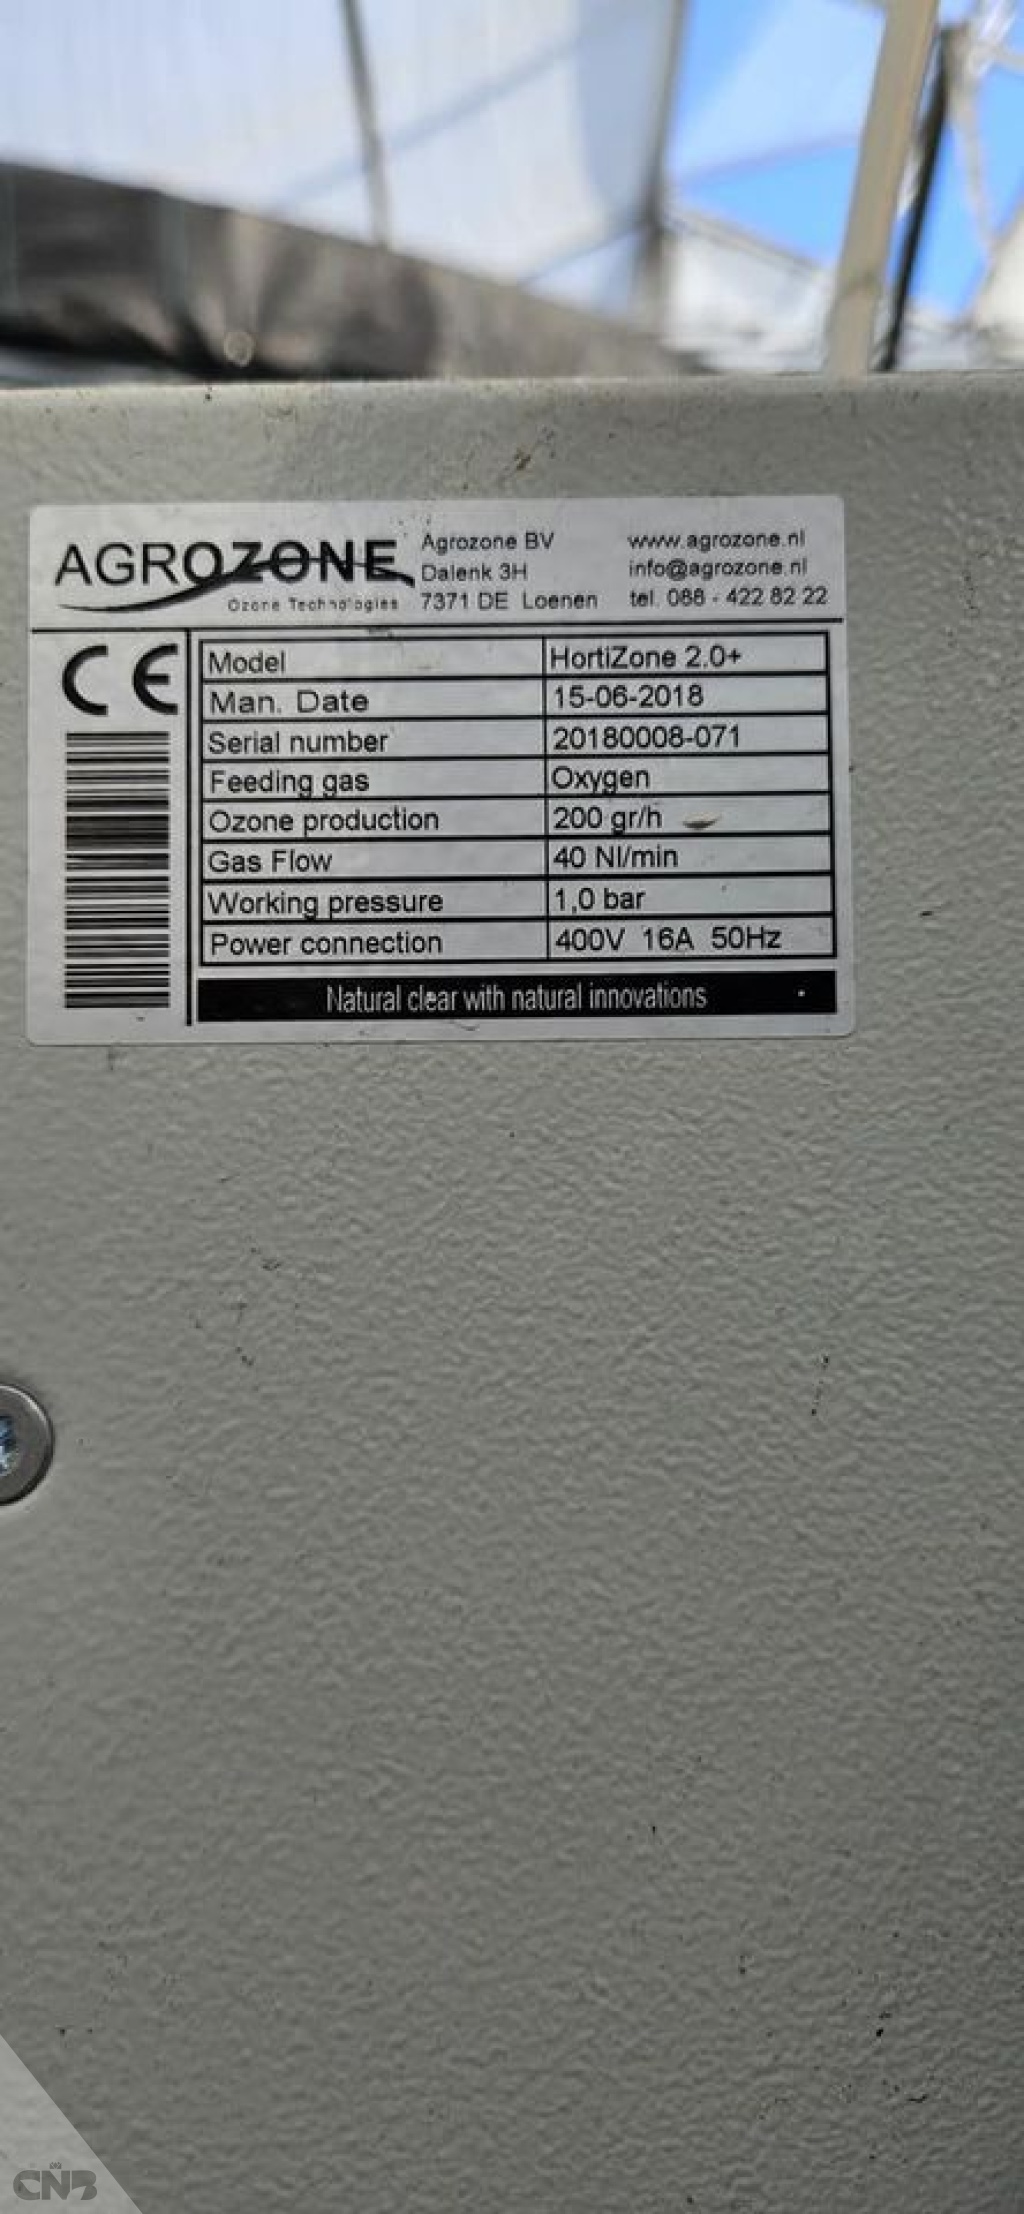 AGROZONE
Ozone Technologies
Agrozone BV
Dalenk 3H
7371 DE Loenen
www.agrozone.nl
info@agrozone.nl
tel. 088 - 422 82 22
CE
Model HortiZone 2.0+
Man. Date 15-06-2018
Serial number 20180008-071
Feeding gas Oxygen
Ozone production 200 gr/h
Gas Flow 40 Nl/min
Working pressure 1,0 bar
Power connection 400V 16A 50Hz
Natural clear with natural innovations
CNB